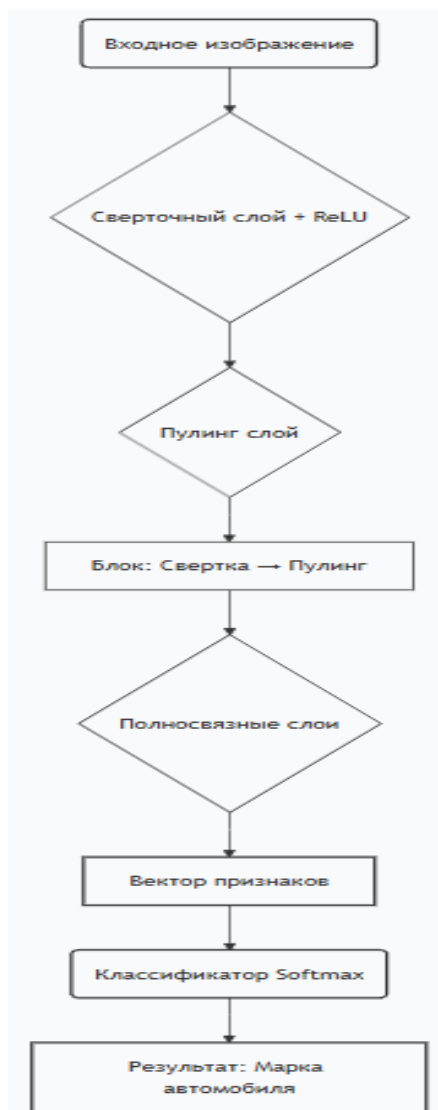 Входное изображение
Сверточный слой + ReLU
Пулинг слой
Блок: Свертка → Пулинг
Полносвязные слои
Вектор признаков
Классификатор Softmax
Результат: Марка
автомобиля